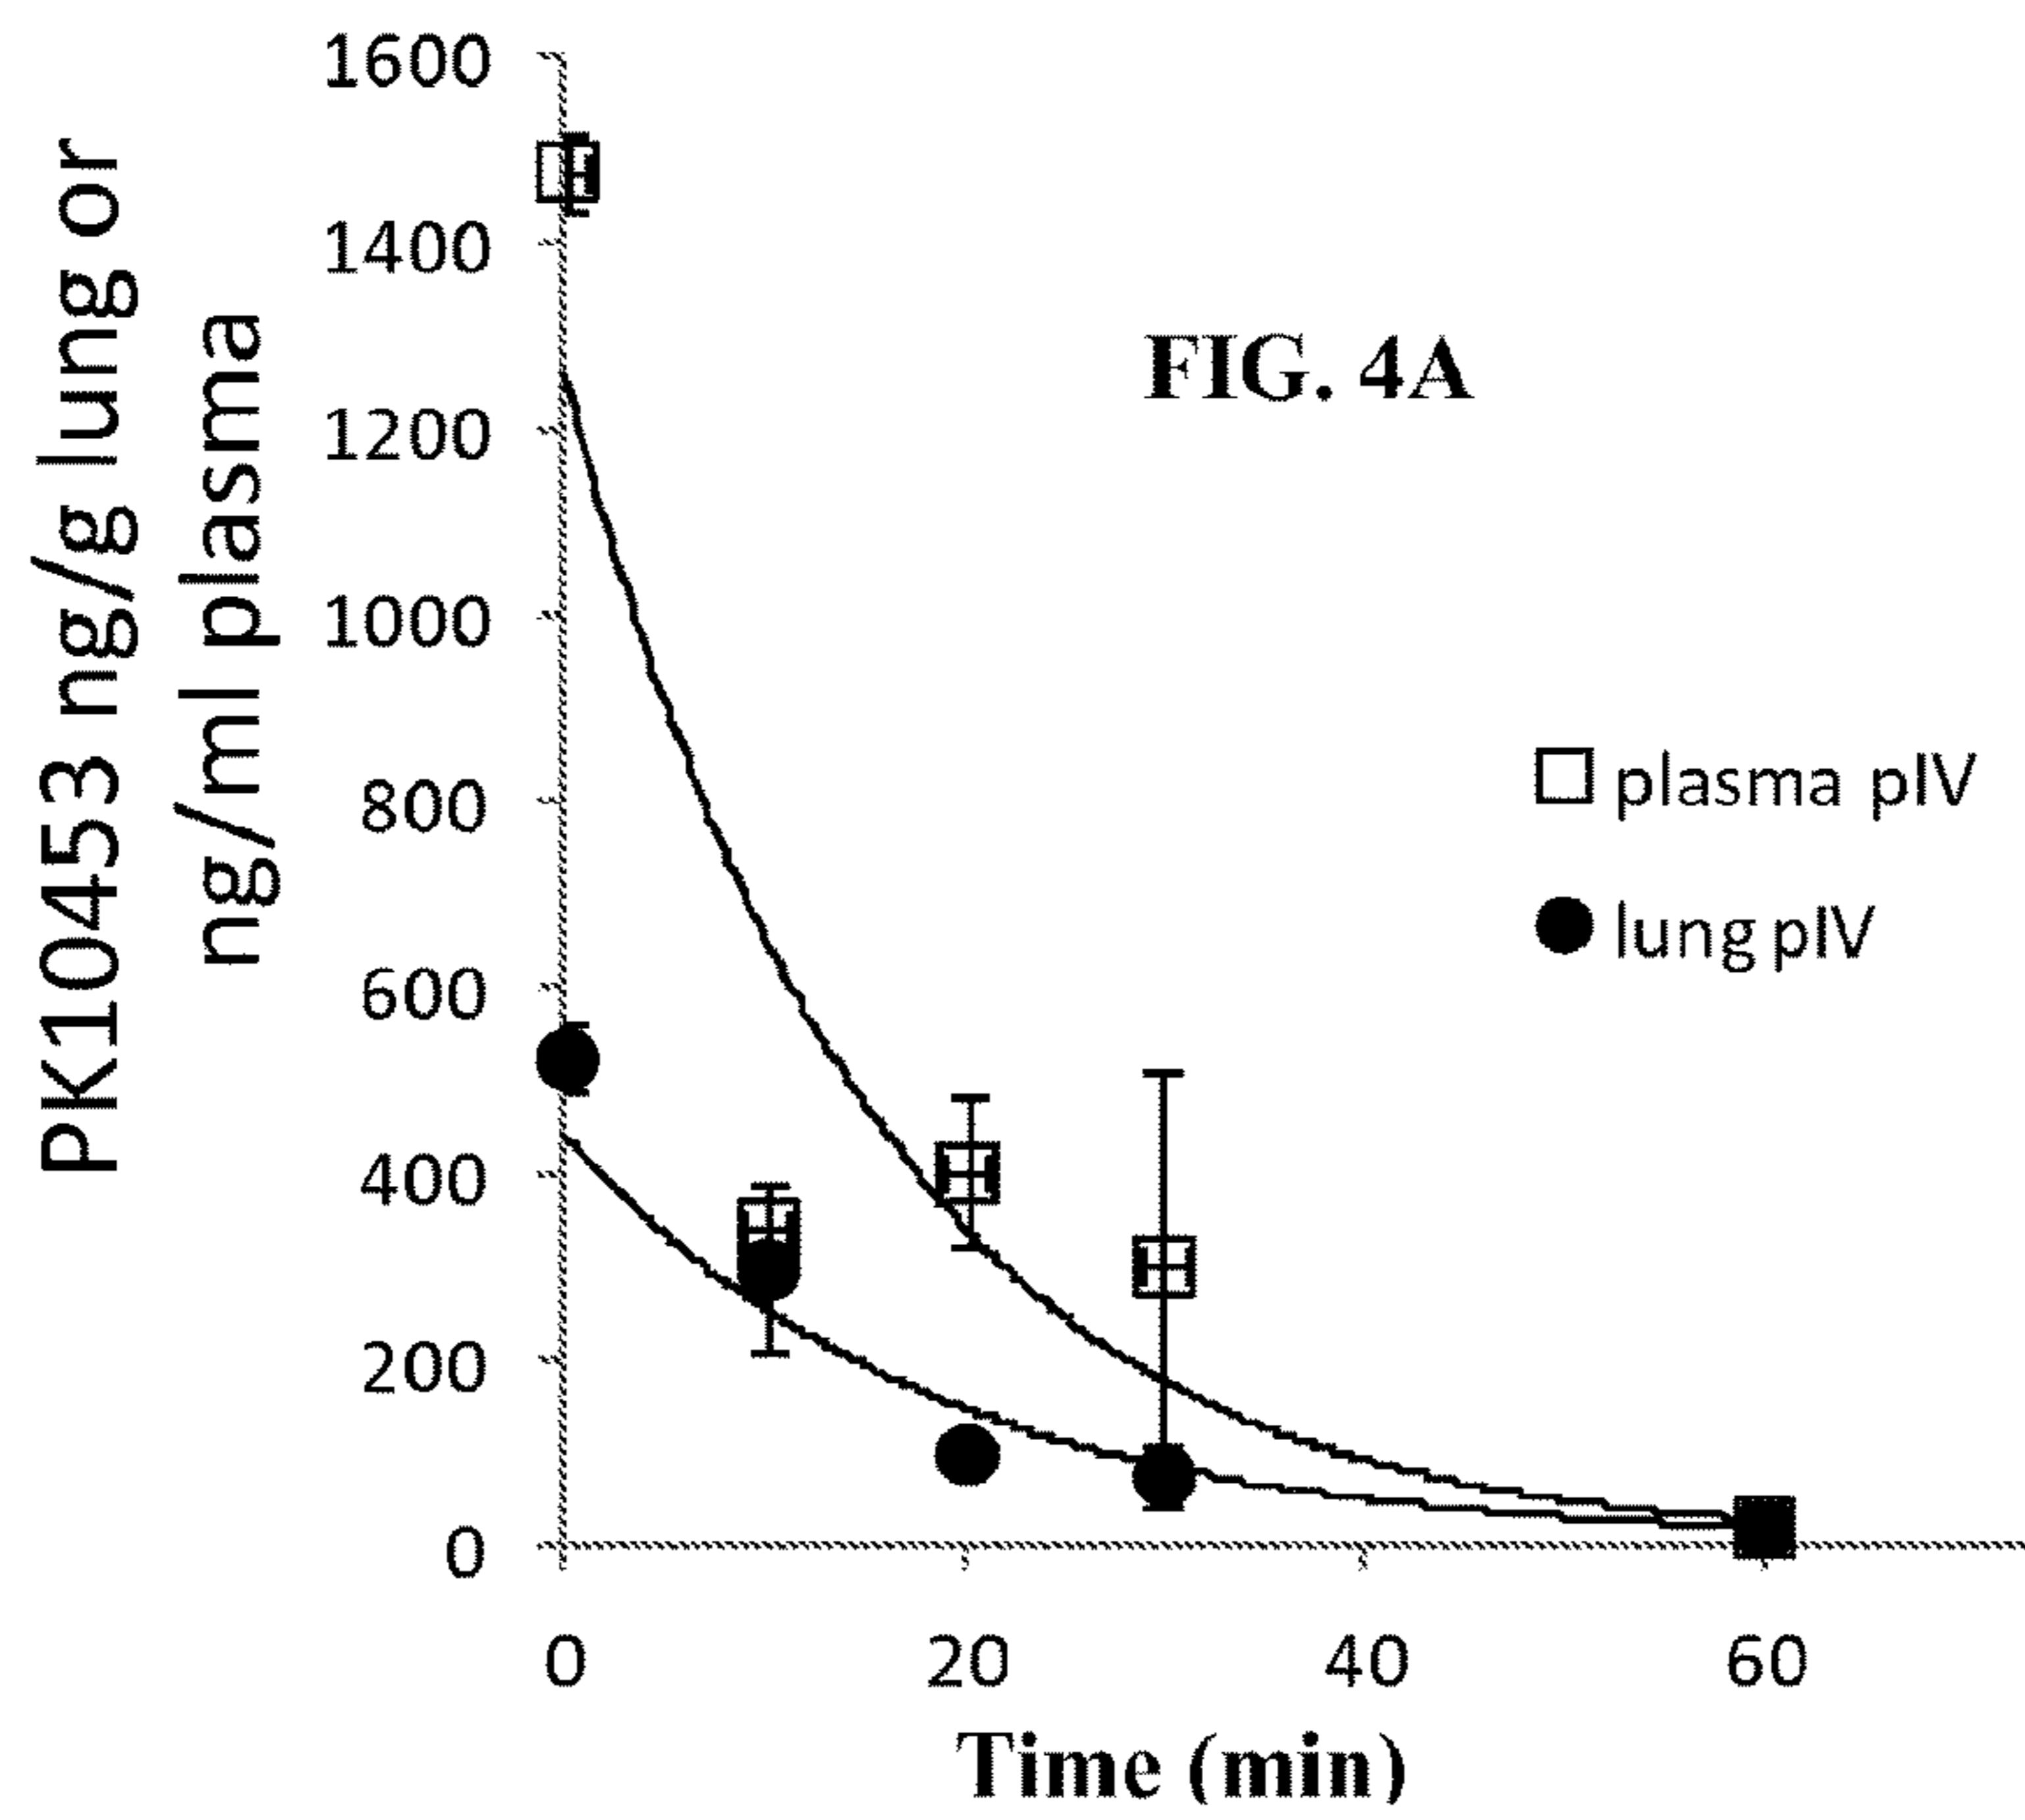 PK10453 ng/g lung or
ng/ml plasma
1600
1400
1200
1000
800
600
400
200
0
FIG. 4A
plasma pIV
lung pIV
0 20 40 60
Time (min)